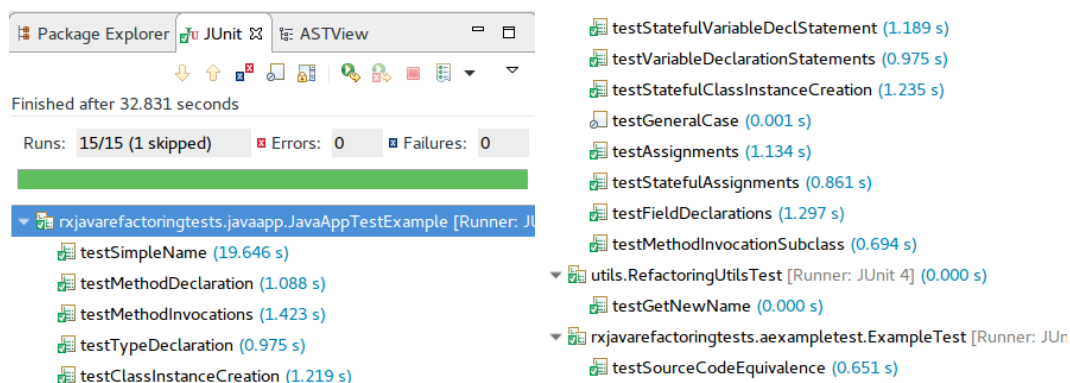 Package Explorer JUnit ASTView
Finished after 32.831 seconds
Runs: 15/15 (1 skipped) Errors: 0 Failures: 0
rxjavarefactoringtests.javaapp.JavaAppTestExample [Runner: JU
testSimpleName (19.646 s)
testMethodDeclaration (1.088 s)
testMethodInvocations (1.423 s)
testTypeDeclaration (0.975 s)
testClassInstanceCreation (1.219 s)
testStatefulVariableDeclStatement (1.189 s)
testVariableDeclarationStatements (0.975 s)
testStatefulClassInstanceCreation (1.235 s)
testGeneralCase (0.001 s)
testAssignments (1.134 s)
testStatefulAssignments (0.861 s)
testFieldDeclarations (1.297 s)
testMethodInvocationSubclass (0.694 s)
utils.RefactoringUtilsTest [Runner: JUnit 4] (0.000 s)
testGetNewName (0.000 s)
rxjavarefactoringtests.aexampletest.ExampleTest [Runner: JUn
testSourceCodeEquivalence (0.651 s)